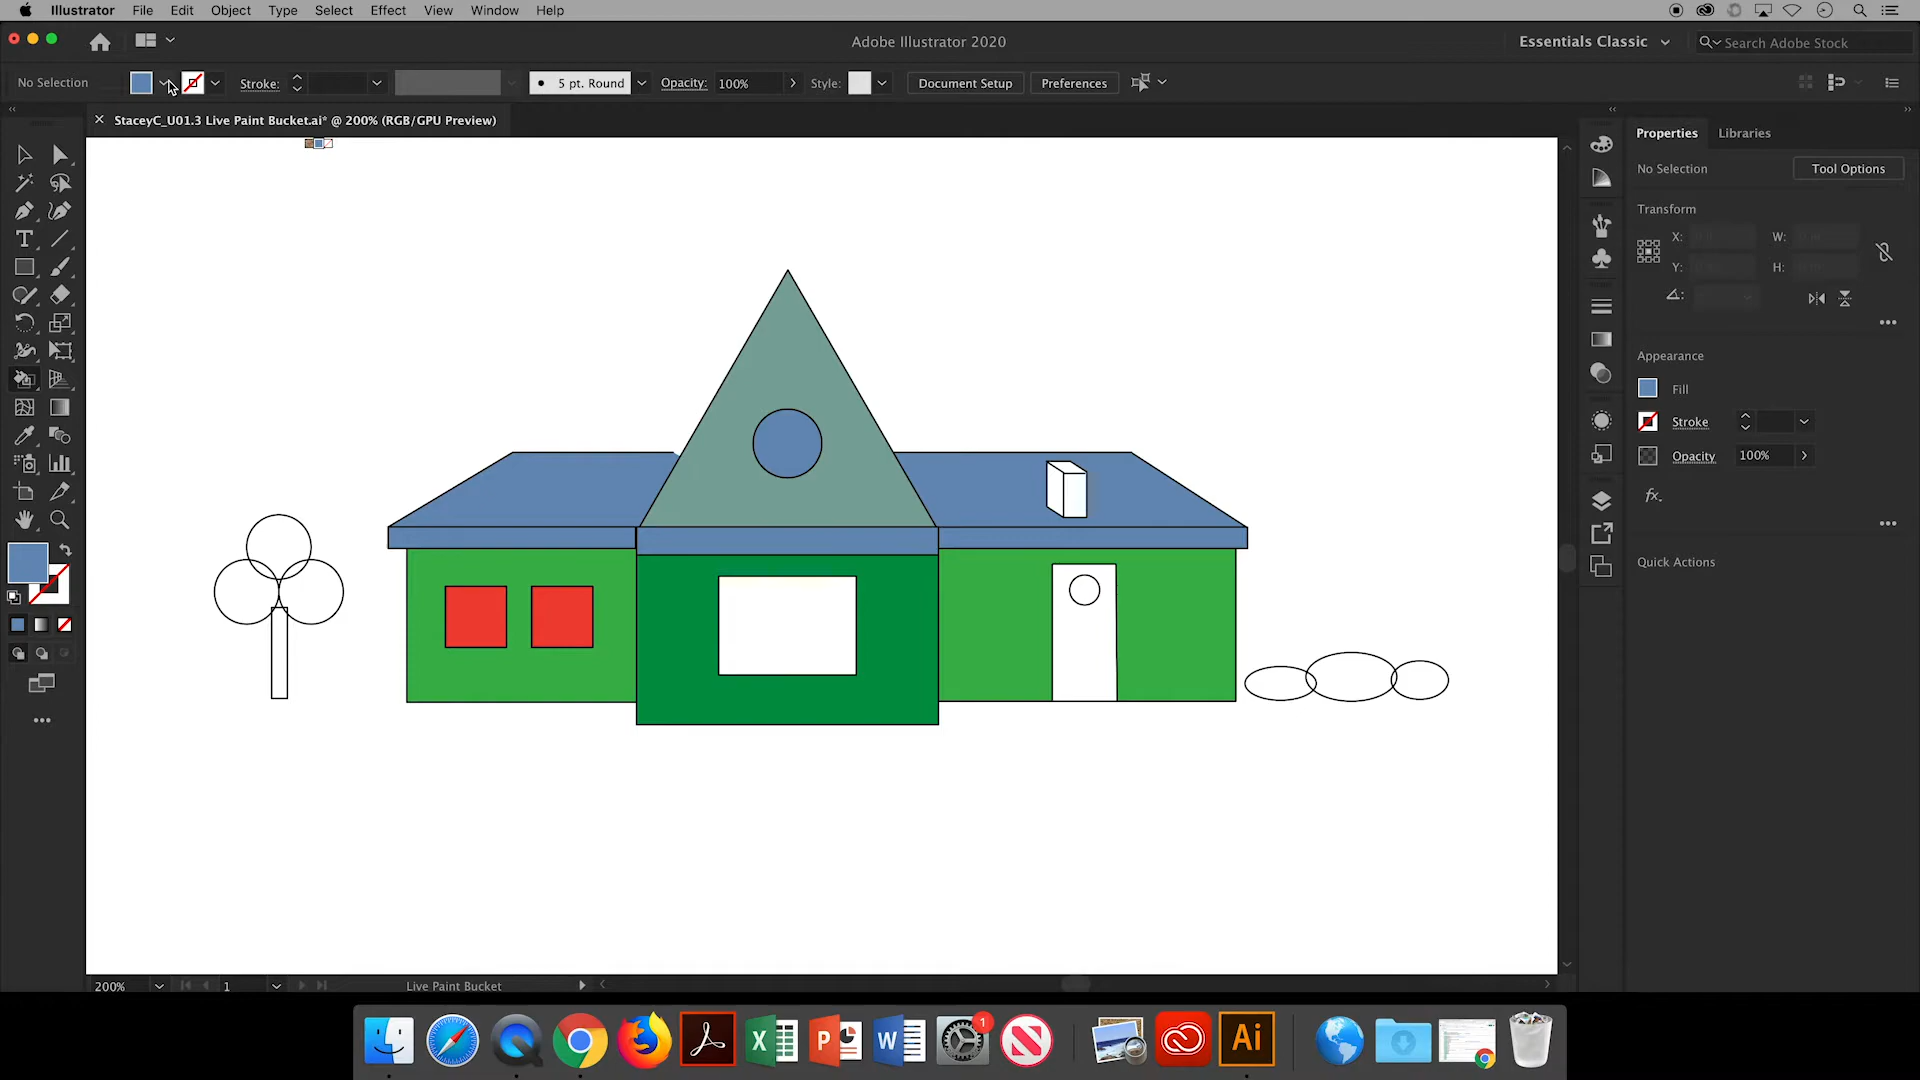 Illustrator File Edit Object Type Select Effect View Window Help
Adobe Illustrator 2020
Essentials Classic
Search Adobe Stock
No Selection
Stroke:
5 pt. Round
Opacity: 100%
Style:
Document Setup
Preferences
StaceyC_U01.3 Live Paint Bucket.ai* @ 200% (RGB/GPU Preview)
Properties
Libraries
No Selection
Tool Options
Transform
X:
W:
Y:
H:
Appearance
Fill
Stroke
Opacity
100%
fx.
Quick Actions
200%
1
Live Paint Bucket
X
P
W
1
N
Ai